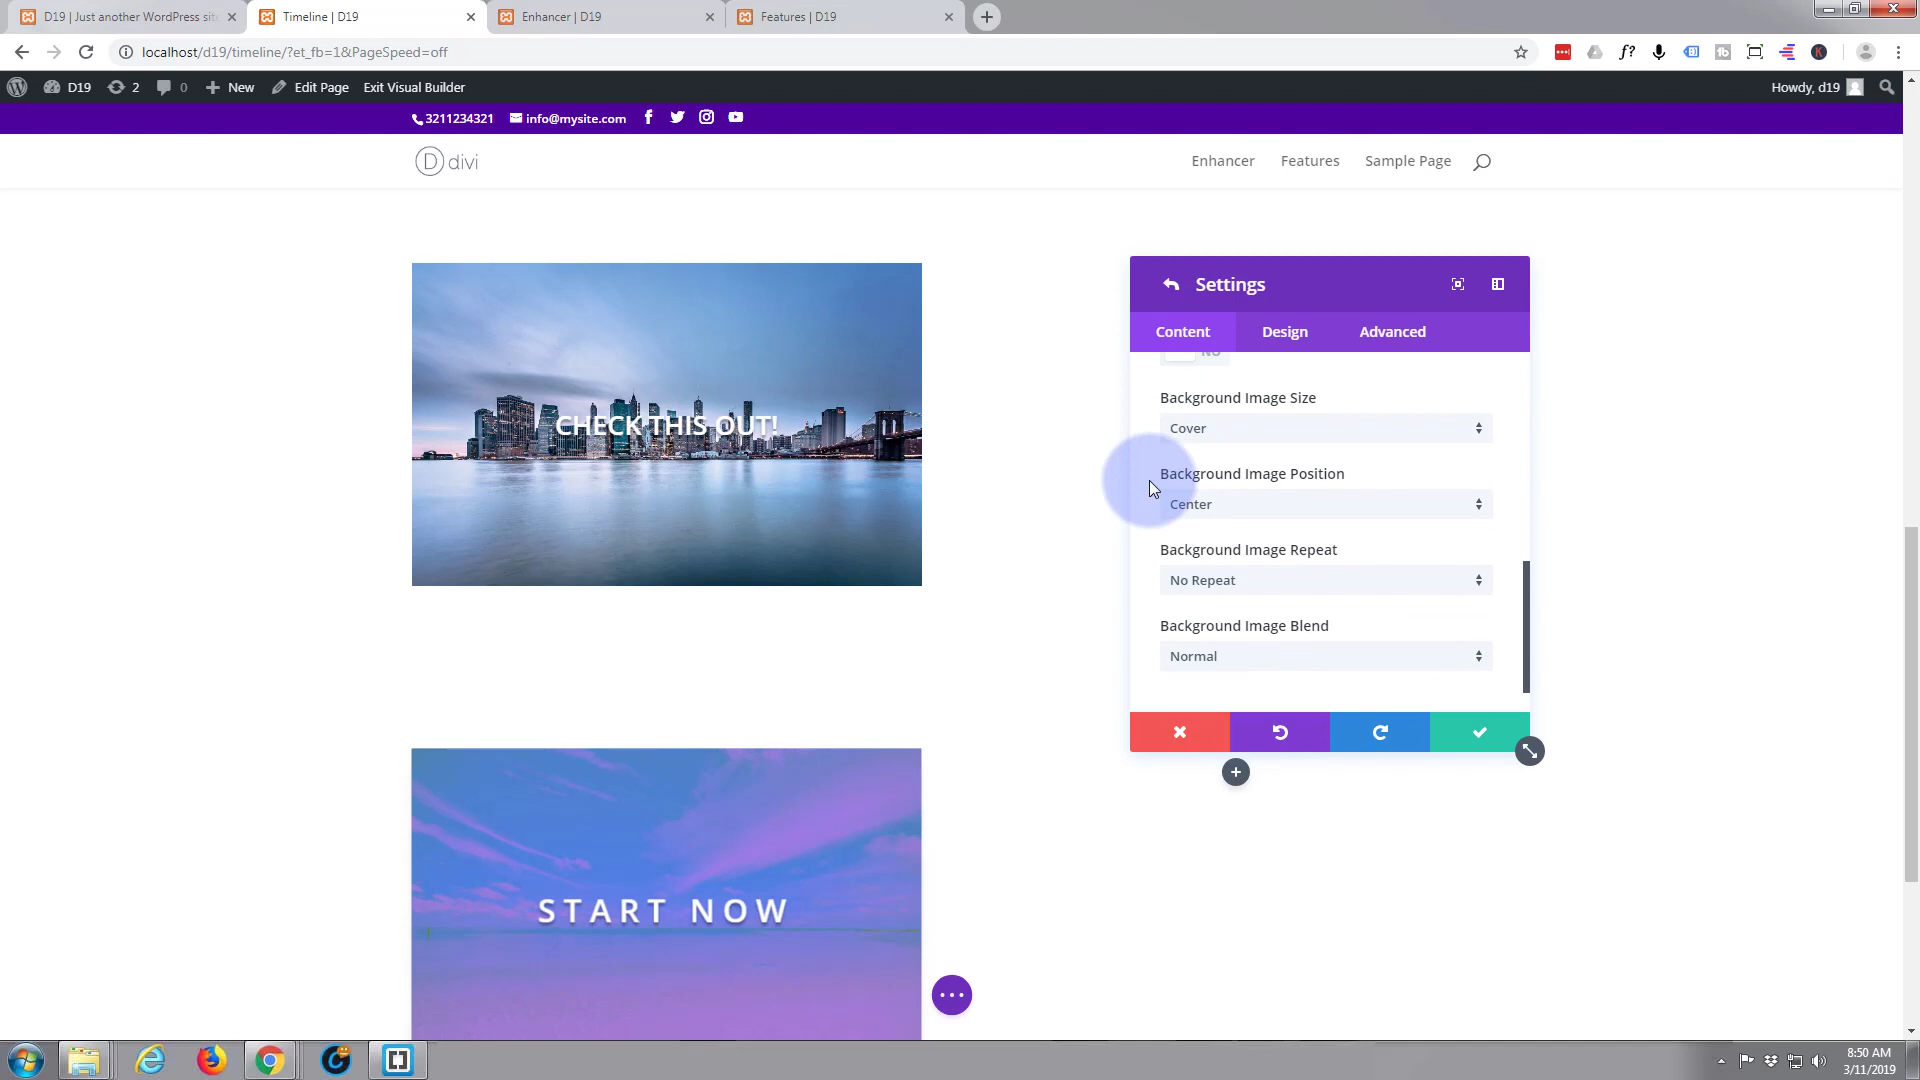 D19 | Just another WordPress sit
Timeline | D19
Enhancer | D19
Features | D19
localhost/d19/timeline/?et_fb=1&PageSpeed=off
D19
2
0
New
Edit Page
Exit Visual Builder
Howdy, d19
3211234321
info@mysite.com
D divi
Enhancer
Features
Sample Page
Settings
Content
Design
Advanced
NO
Background Image Size
Cover
Background Image Position
Center
Background Image Repeat
No Repeat
Background Image Blend
Normal
CHECK THIS OUT!
START NOW
8:50 AM
3/11/2019